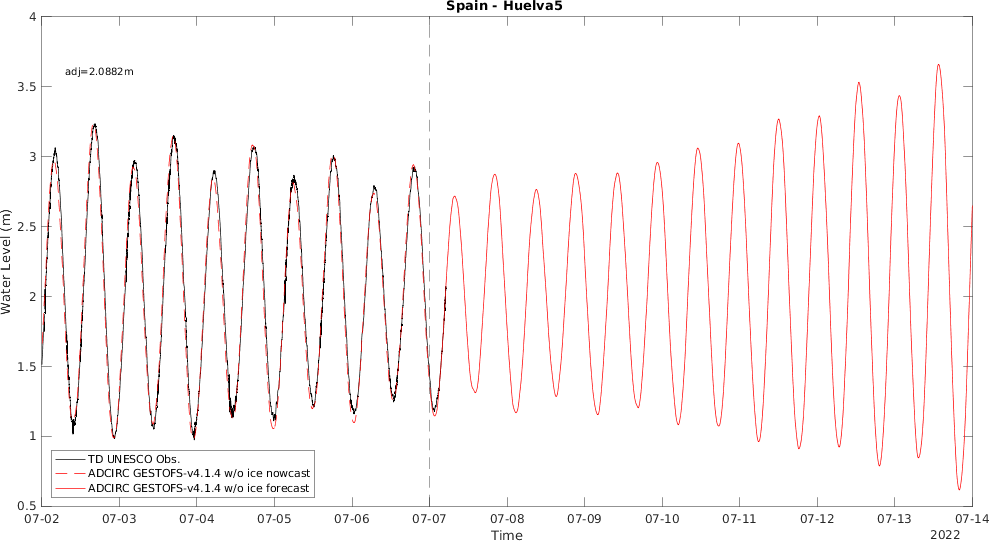 Spain - Huelva5
4
3.5
3
2.5
2
1.5
1
0.5
Water Level (m)
adj=2.0882m
TD UNESCO Obs.
ADCIRC GESTOFS-v4.1.4 w/o ice nowcast
ADCIRC GESTOFS-v4.1.4 w/o ice forecast
07-02 07-03 07-04 07-05 07-06 07-07 07-08 07-09 07-10 07-11 07-12 07-13 07-14
Time
2022